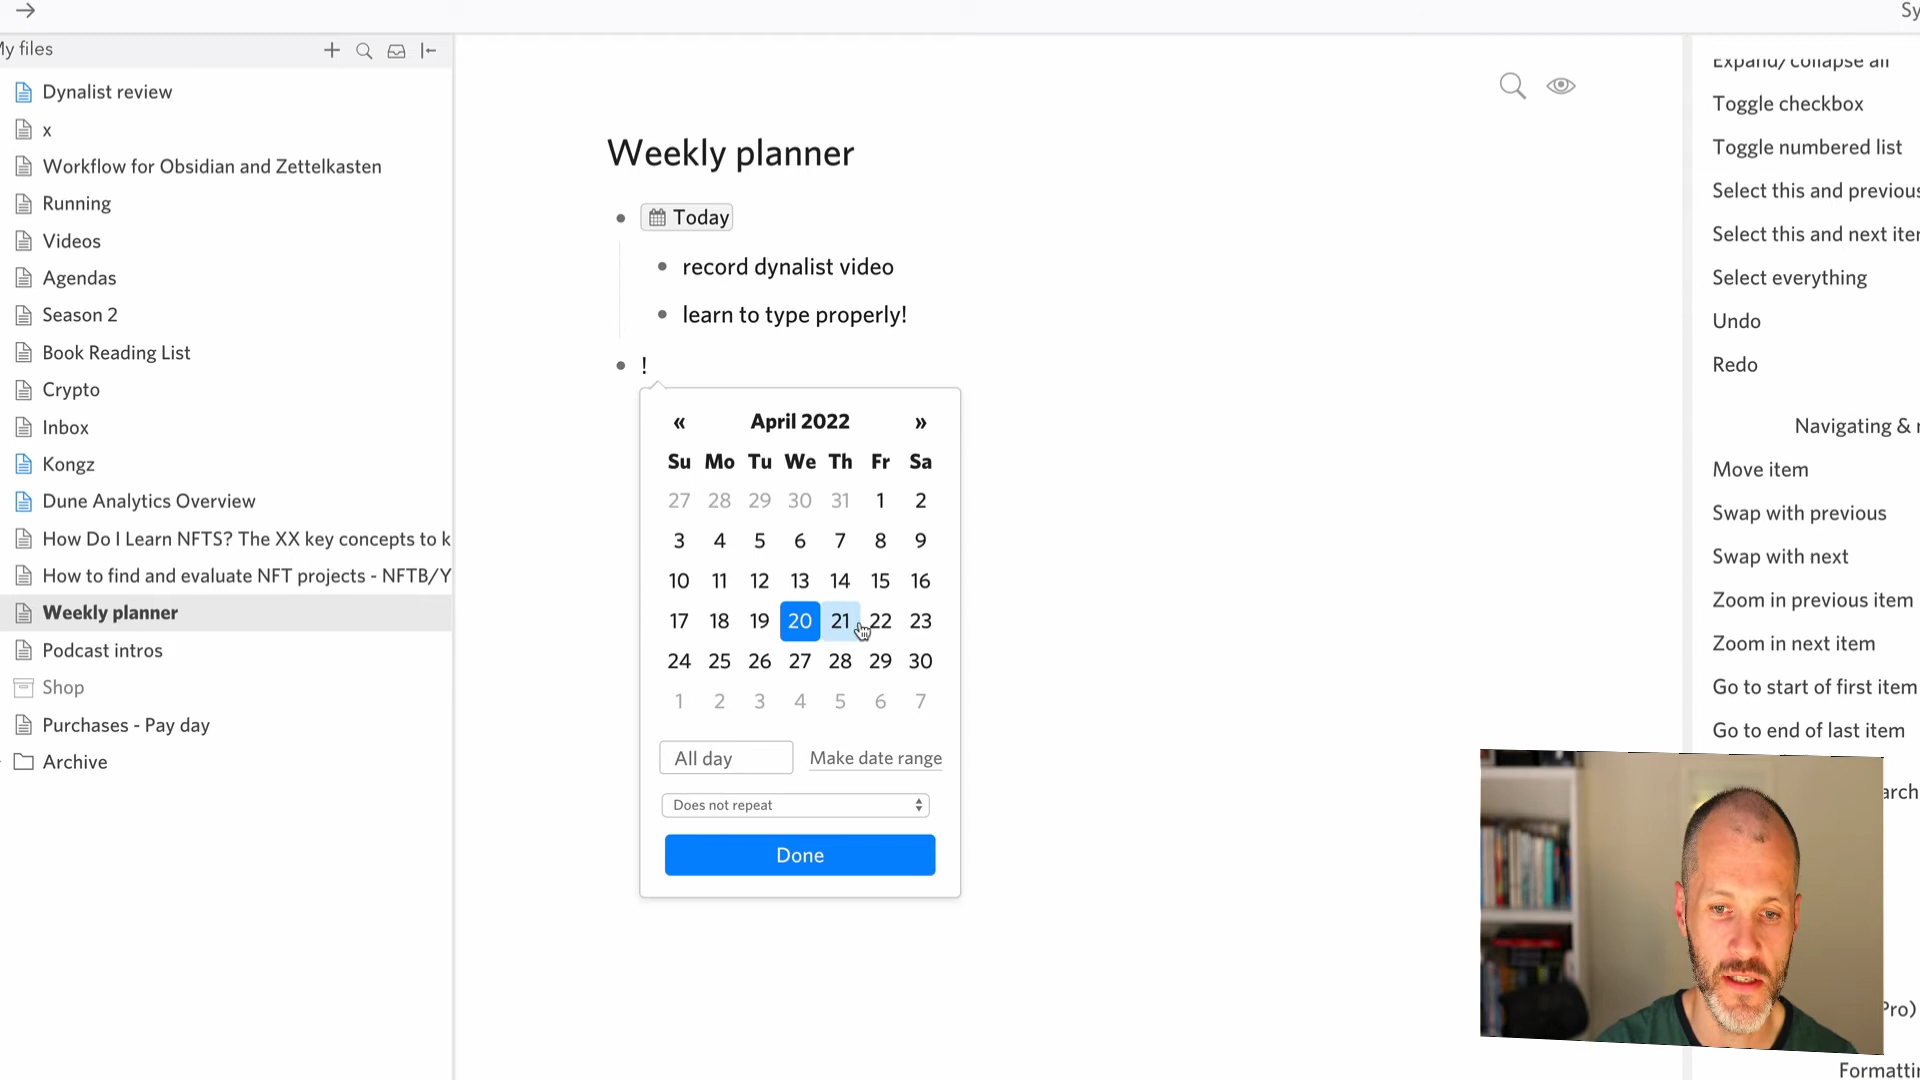 Sy
My files
Dynalist review
x
Workflow for Obsidian and Zettelkasten
Running
Videos
Agendas
Season 2
Book Reading List
Crypto
Inbox
Kongz
Dune Analytics Overview
How Do I Learn NFTS? The XX key concepts to k
How to find and evaluate NFT projects - NFTB/Y
Weekly planner
Podcast intros
Shop
Purchases - Pay day
Archive
Weekly planner
Today
record dynalist video
learn to type properly!
!
« April 2022 »
Su Mo Tu We Th Fr Sa
27 28 29 30 31 1 2
3 4 5 6 7 8 9
10 11 12 13 14 15 16
17 18 19 20 21 22 23
24 25 26 27 28 29 30
1 2 3 4 5 6 7
All day Make date range
Does not repeat
Done
Expand/collapse all
Toggle checkbox
Toggle numbered list
Select this and previous
Select this and next iter
Select everything
Undo
Redo
Navigating &
Move item
Swap with previous
Swap with next
Zoom in previous item
Zoom in next item
Go to start of first item
Go to end of last item
arch
Pro)
Formattin